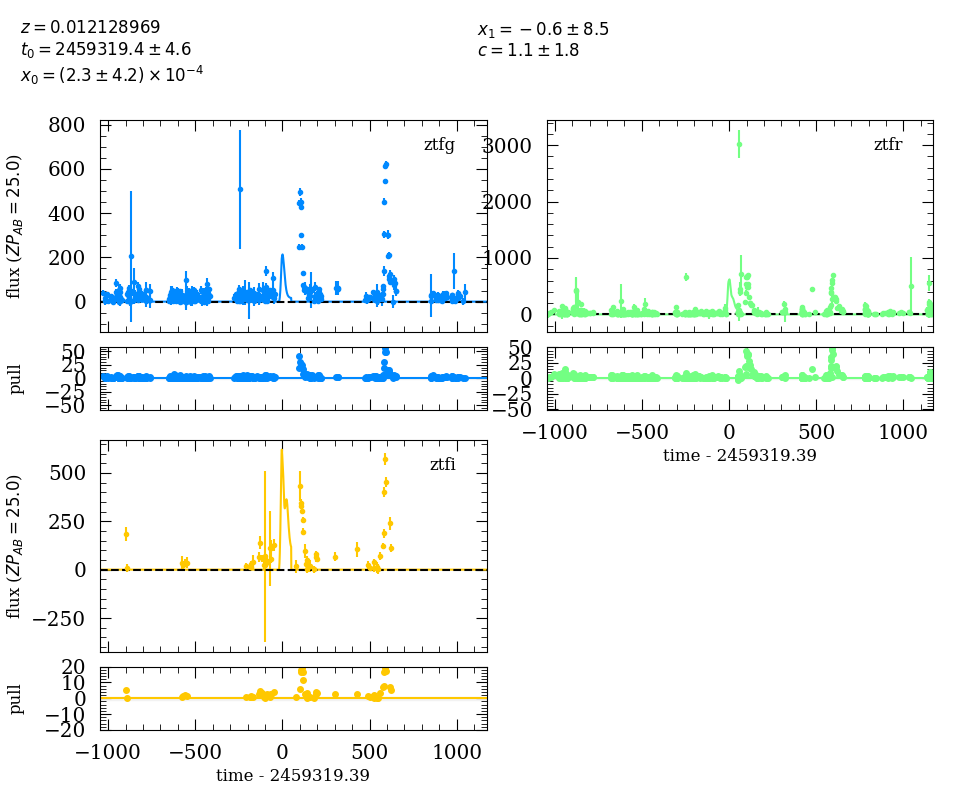 z = 0.012128969
t₀ = 2459319.4 ± 4.6
x₀ = (2.3 ± 4.2) × 10⁻⁴
x₁ = −0.6 ± 8.5
c = 1.1 ± 1.8
ztfg
flux (ZP_AB = 25.0)
800
600
400
200
0
pull
50
25
0
−25
−50
ztfr
3000
2000
1000
0
50
25
0
−25
−50
−1000 −500 0 500 1000
time - 2459319.39
ztfi
flux (ZP_AB = 25.0)
500
250
0
−250
pull
20
10
0
−10
−20
−1000 −500 0 500 1000
time - 2459319.39